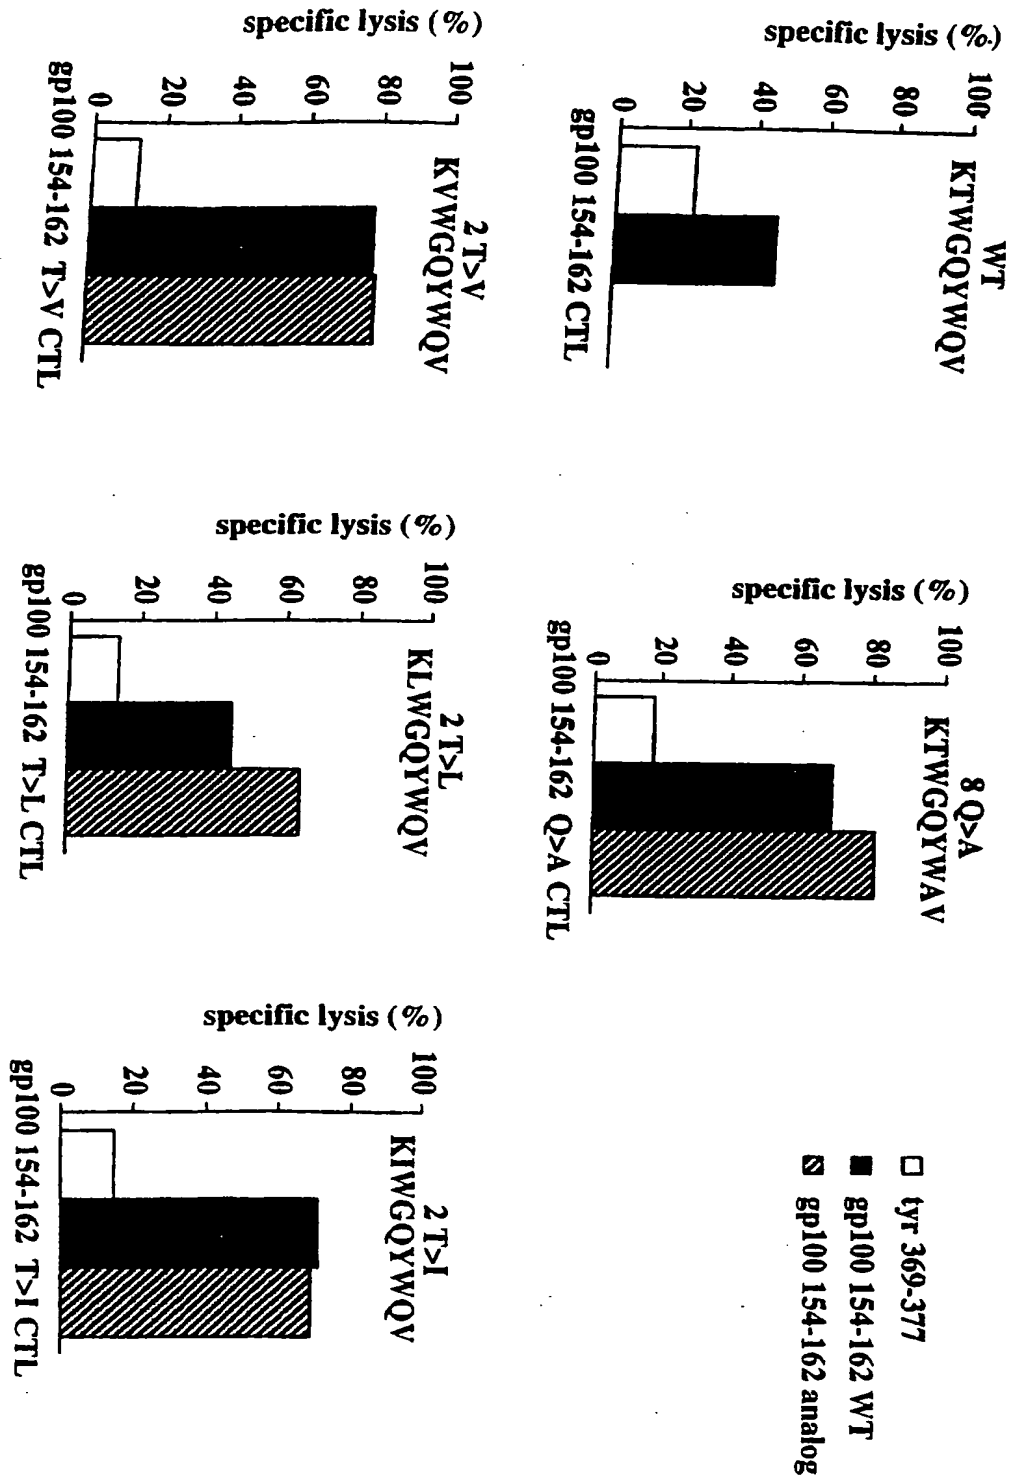 WT
KTWGQYWQV
specific lysis (%)
100
80
60
40
20
0
gp100 154-162 CTL
8 Q>A
KTWGQYWAV
specific lysis (%)
100
80
60
40
20
0
gp100 154-162 Q>A CTL
tyr 369-377
gp100 154-162 WT
gp100 154-162 analog
2 T>V
KVWGQYWQV
specific lysis (%)
100
80
60
40
20
0
gp100 154-162 T>V CTL
2 T>L
KLWGQYWQV
specific lysis (%)
100
80
60
40
20
0
gp100 154-162 T>L CTL
2 T>I
KIWGQYWQV
specific lysis (%)
100
80
60
40
20
0
gp100 154-162 T>I CTL